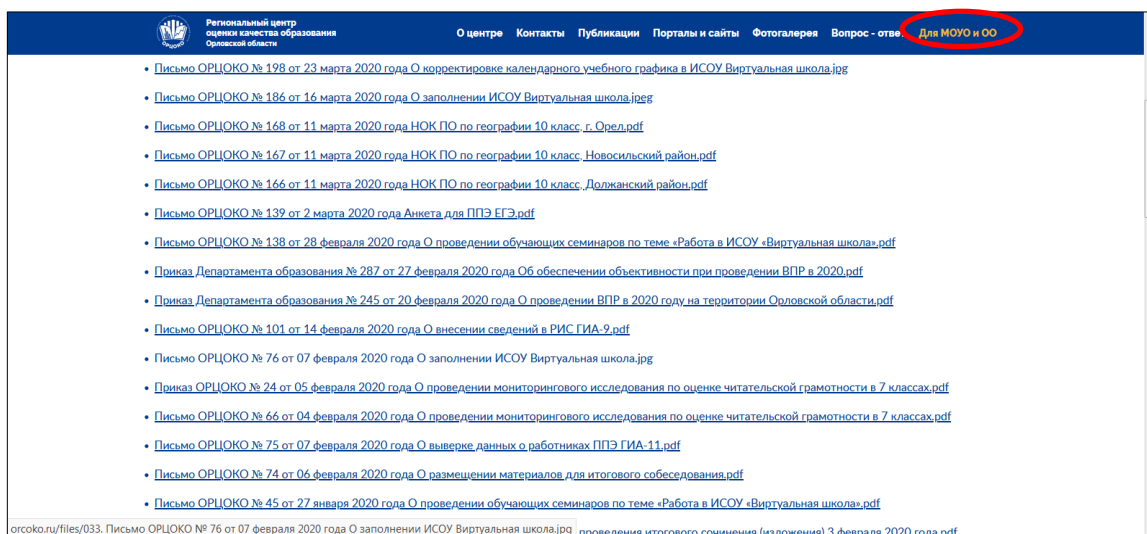 Региональный центр
оценки качества образования
Орловской области
ОРЦОКО
О центре Контакты Публикации Порталы и сайты Фотогалерея Вопрос - отве Для МОУО и ОО
• Письмо ОРЦОКО № 198 от 23 марта 2020 года О корректировке календарного учебного графика в ИСОУ Виртуальная школа.jpg
• Письмо ОРЦОКО № 186 от 16 марта 2020 года О заполнении ИСОУ Виртуальная школа.jpeg
• Письмо ОРЦОКО № 168 от 11 марта 2020 года НОК ПО по географии 10 класс, г. Орел.pdf
• Письмо ОРЦОКО № 167 от 11 марта 2020 года НОК ПО по географии 10 класс, Новосильский район.pdf
• Письмо ОРЦОКО № 166 от 11 марта 2020 года НОК ПО по географии 10 класс, Должанский район.pdf
• Письмо ОРЦОКО № 139 от 2 марта 2020 года Анкета для ППЭ ЕГЭ.pdf
• Письмо ОРЦОКО № 138 от 28 февраля 2020 года О проведении обучающих семинаров по теме «Работа в ИСОУ «Виртуальная школа».pdf
• Приказ Департамента образования № 287 от 27 февраля 2020 года Об обеспечении объективности при проведении ВПР в 2020.pdf
• Приказ Департамента образования № 245 от 20 февраля 2020 года О проведении ВПР в 2020 году на территории Орловской области.pdf
• Письмо ОРЦОКО № 101 от 14 февраля 2020 года О внесении сведений в РИС ГИА-9.pdf
• Письмо ОРЦОКО № 76 от 07 февраля 2020 года О заполнении ИСОУ Виртуальная школа.jpg
• Приказ ОРЦОКО № 24 от 05 февраля 2020 года О проведении мониторингового исследования по оценке читательской грамотности в 7 классах.pdf
• Письмо ОРЦОКО № 66 от 04 февраля 2020 года О проведении мониторингового исследования по оценке читательской грамотности в 7 классах.pdf
• Письмо ОРЦОКО № 75 от 07 февраля 2020 года О выверке данных о работниках ППЭ ГИА-11.pdf
• Письмо ОРЦОКО № 74 от 06 февраля 2020 года О размещении материалов для итогового собеседования.pdf
• Письмо ОРЦОКО № 45 от 27 января 2020 года О проведении обучающих семинаров по теме «Работа в ИСОУ «Виртуальная школа».pdf
orcoko.ru/files/033. Письмо ОРЦОКО № 76 от 07 февраля 2020 года О заполнении ИСОУ Виртуальная школа.jpg проведения итогового сочинения (изложения) 3 февраля 2020 года.pdf